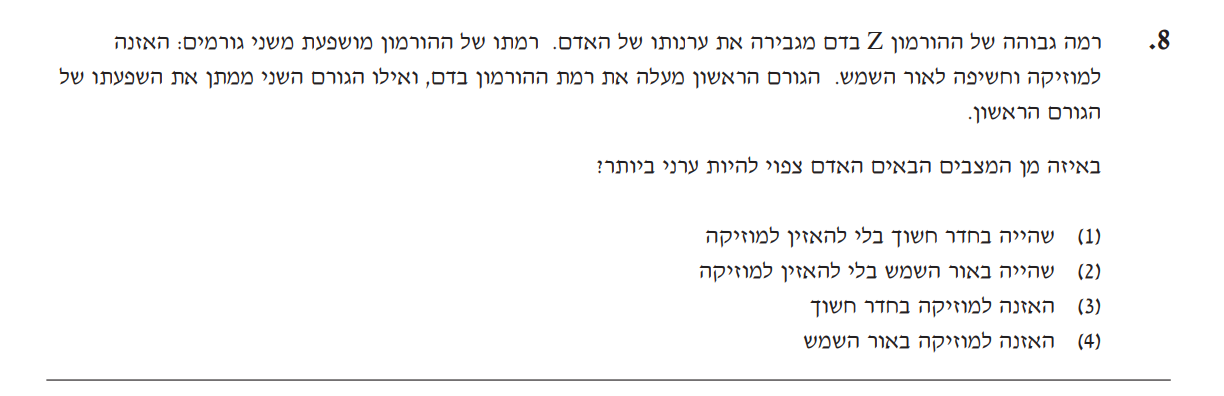 8. רמה גבוהה של ההורמון Z בדם מגבירה את ערנותו של האדם. רמתו של ההורמון מושפעת משני גורמים: האזנה
למוזיקה וחשיפה לאור השמש. הגורם הראשון מעלה את רמת ההורמון בדם, ואילו הגורם השני ממתן את השפעתו של
הגורם הראשון.
באיזה מן המצבים הבאים האדם צפוי להיות ערני ביותר?
(1) שהייה בחדר חשוך בלי להאזין למוזיקה
(2) שהייה באור השמש בלי להאזין למוזיקה
(3) האזנה למוזיקה בחדר חשוך
(4) האזנה למוזיקה באור השמש